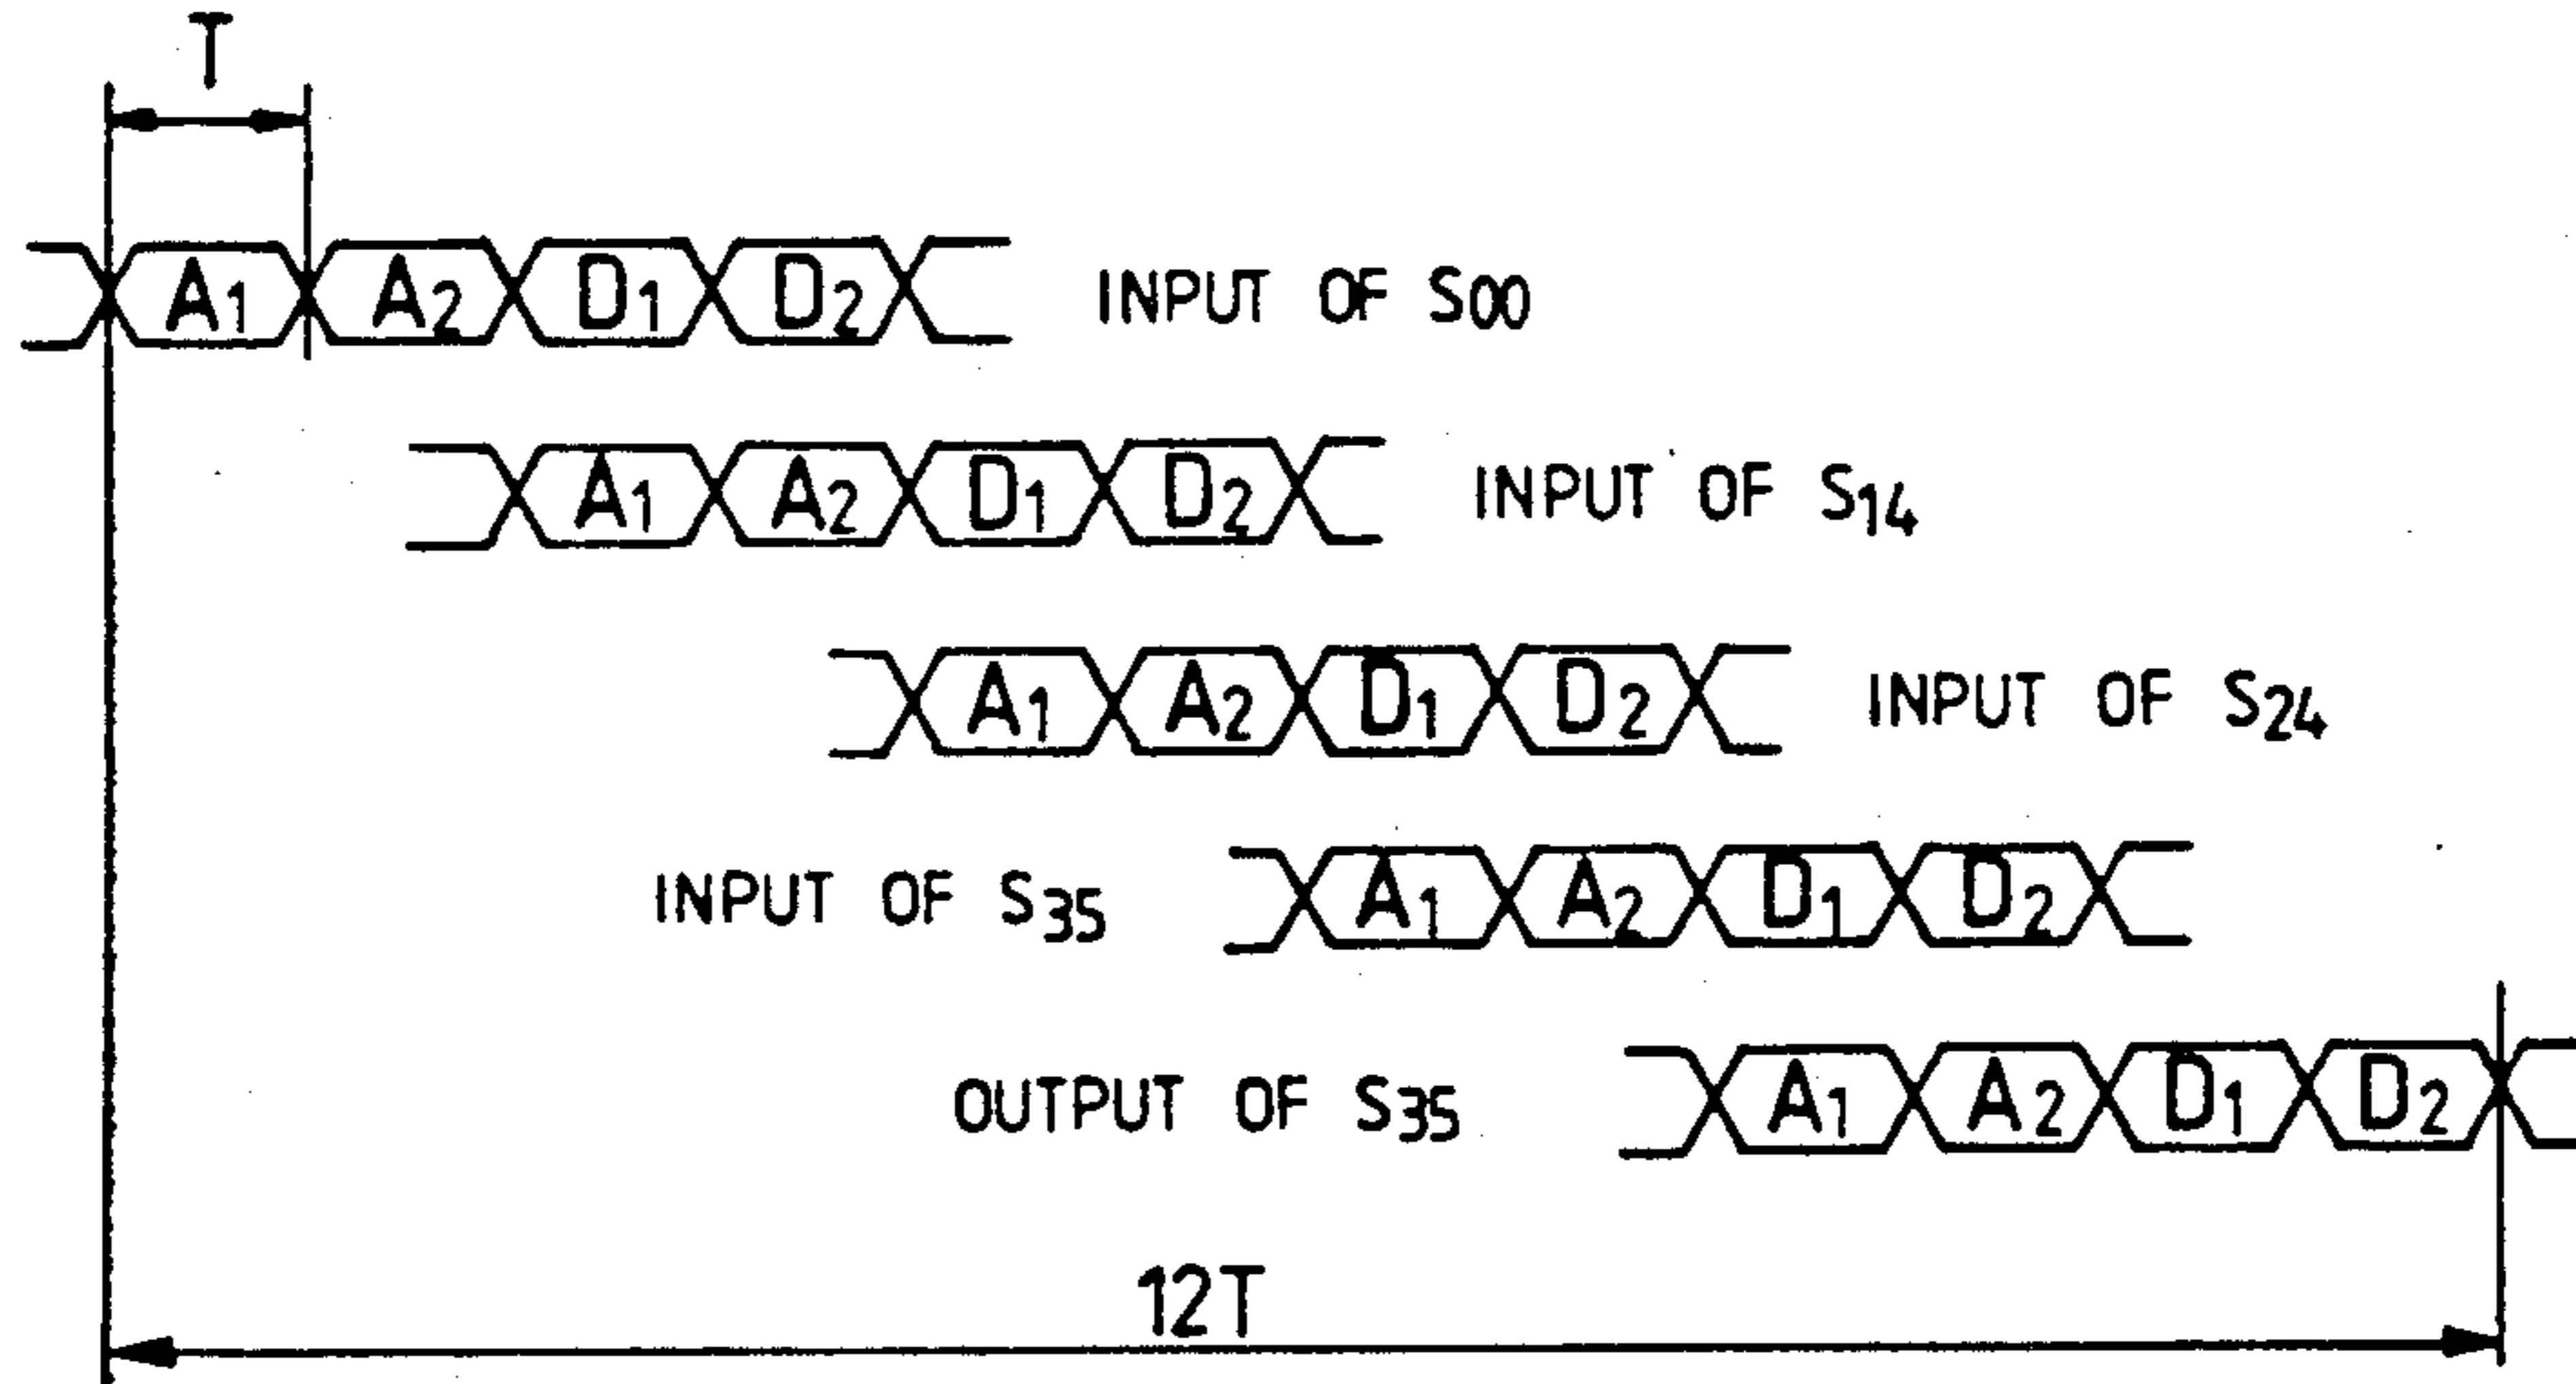 T
A1 A2 D1 D2 INPUT OF S00
A1 A2 D1 D2 INPUT OF S14
A1 A2 D1 D2 INPUT OF S24
INPUT OF S35 A1 A2 D1 D2
OUTPUT OF S35 A1 A2 D1 D2
12T